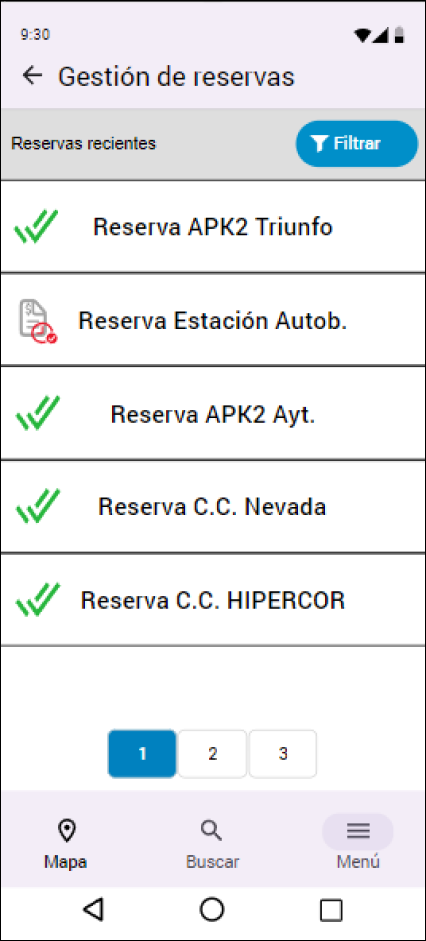 9:30
Gestión de reservas
Reservas recientes
Filtrar
Reserva APK2 Triunfo
Reserva Estación Autob.
Reserva APK2 Ayt.
Reserva C.C. Nevada
Reserva C.C. HIPERCOR
1 2 3
Mapa Buscar Menú